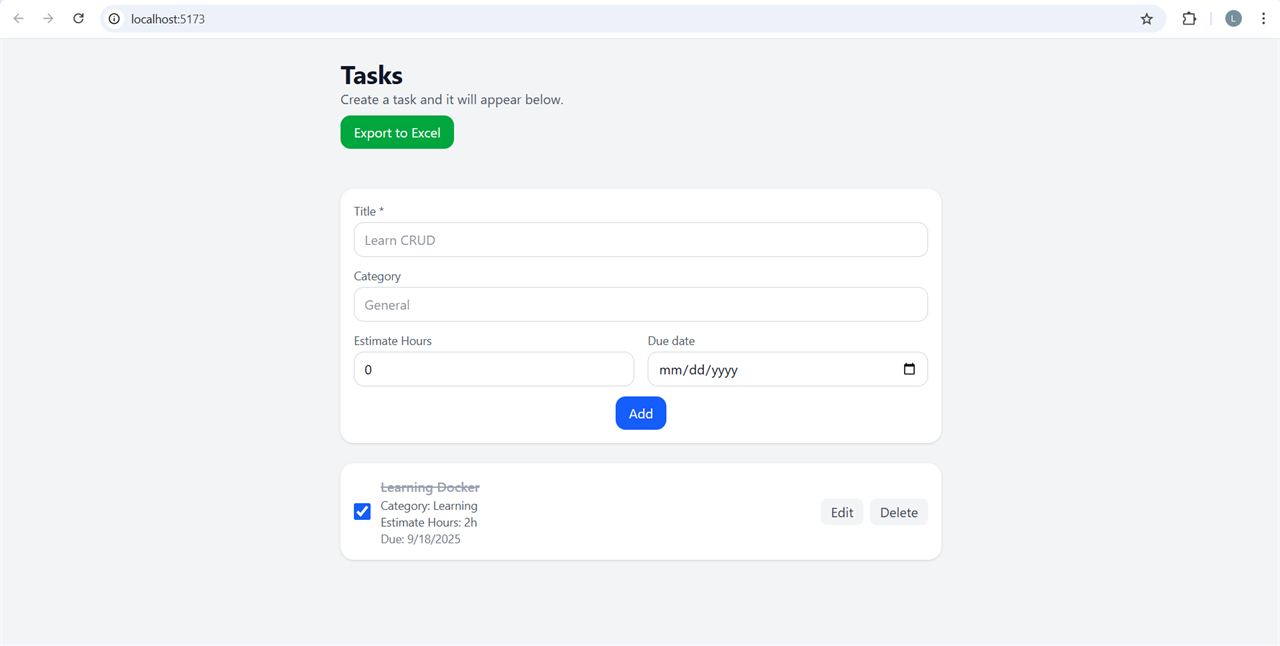 localhost:5173
L
Tasks
Create a task and it will appear below.
Export to Excel
Title *
Learn CRUD
Category
General
Estimate Hours Due date
0 mm/dd/yyyy
Add
Learning Docker
Category: Learning
Estimate Hours: 2h
Due: 9/18/2025
Edit Delete